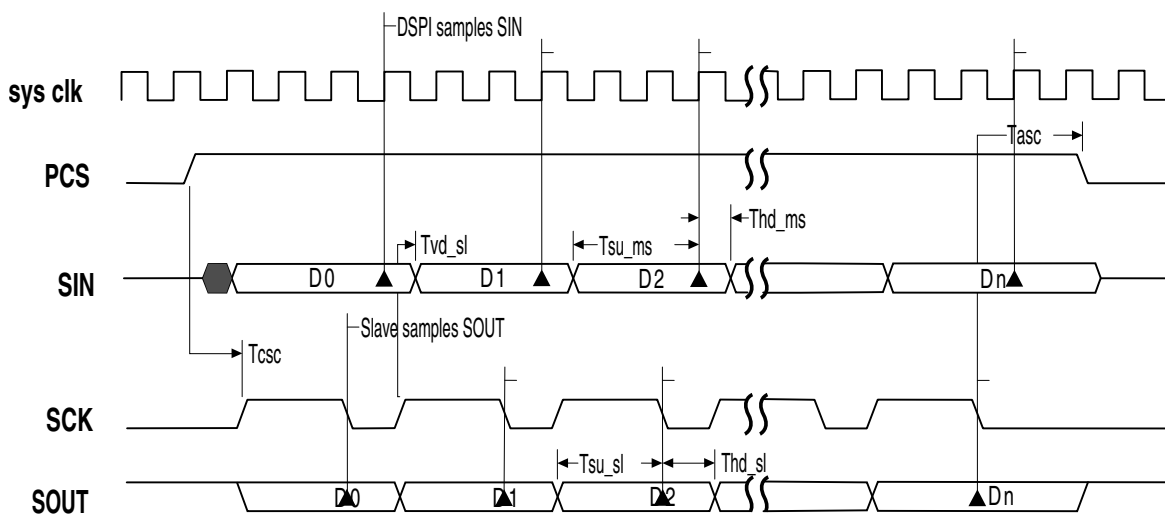 DSPI samples SIN
sys clk
Tasc
PCS
Thd_ms
Tvd_sl
Tsu_ms
SIN
D0
D1
D2
Dn
Slave samples SOUT
Tcsc
SCK
Tsu_sl
Thd_sl
SOUT
D0
D1
D2
Dn